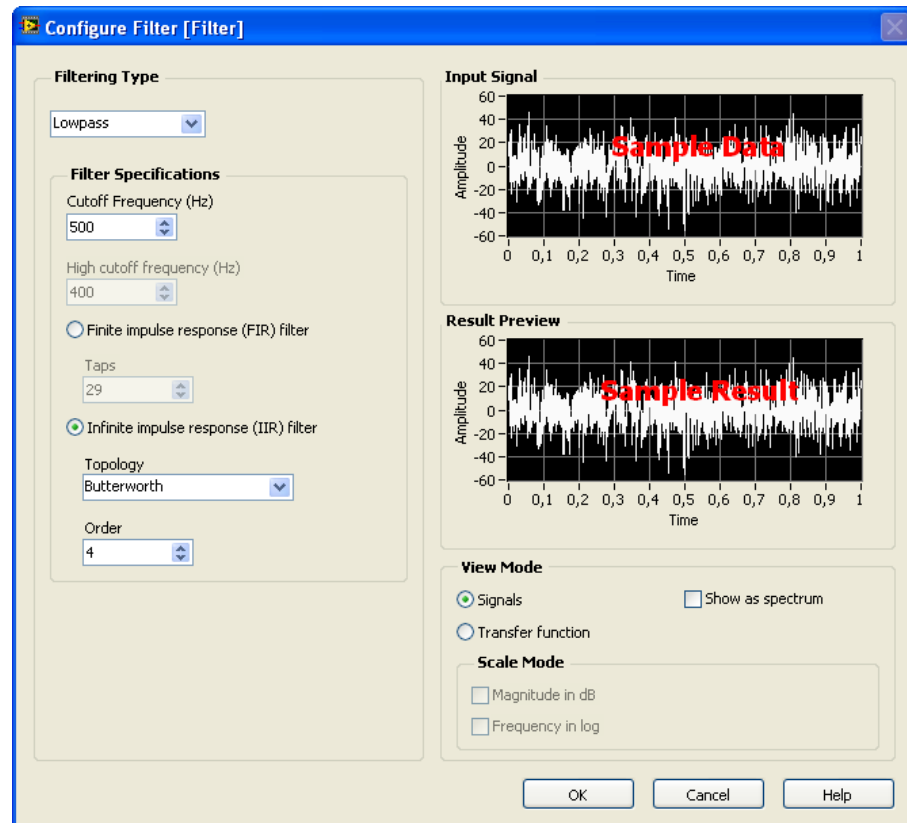 Configure Filter [Filter]
Filtering Type
Lowpass
Filter Specifications
Cutoff Frequency (Hz)
500
High cutoff frequency (Hz)
400
Finite impulse response (FIR) filter
Taps
29
Infinite impulse response (IIR) filter
Topology
Butterworth
Order
4
Input Signal
Amplitude
60
40
20
0
-20
-40
-60
Sample Data
0 0,1 0,2 0,3 0,4 0,5 0,6 0,7 0,8 0,9 1
Time
Result Preview
Amplitude
60
40
20
0
-20
-40
-60
Sample Result
0 0,1 0,2 0,3 0,4 0,5 0,6 0,7 0,8 0,9 1
Time
View Mode
Signals
Show as spectrum
Transfer function
Scale Mode
Magnitude in dB
Frequency in log
OK Cancel Help